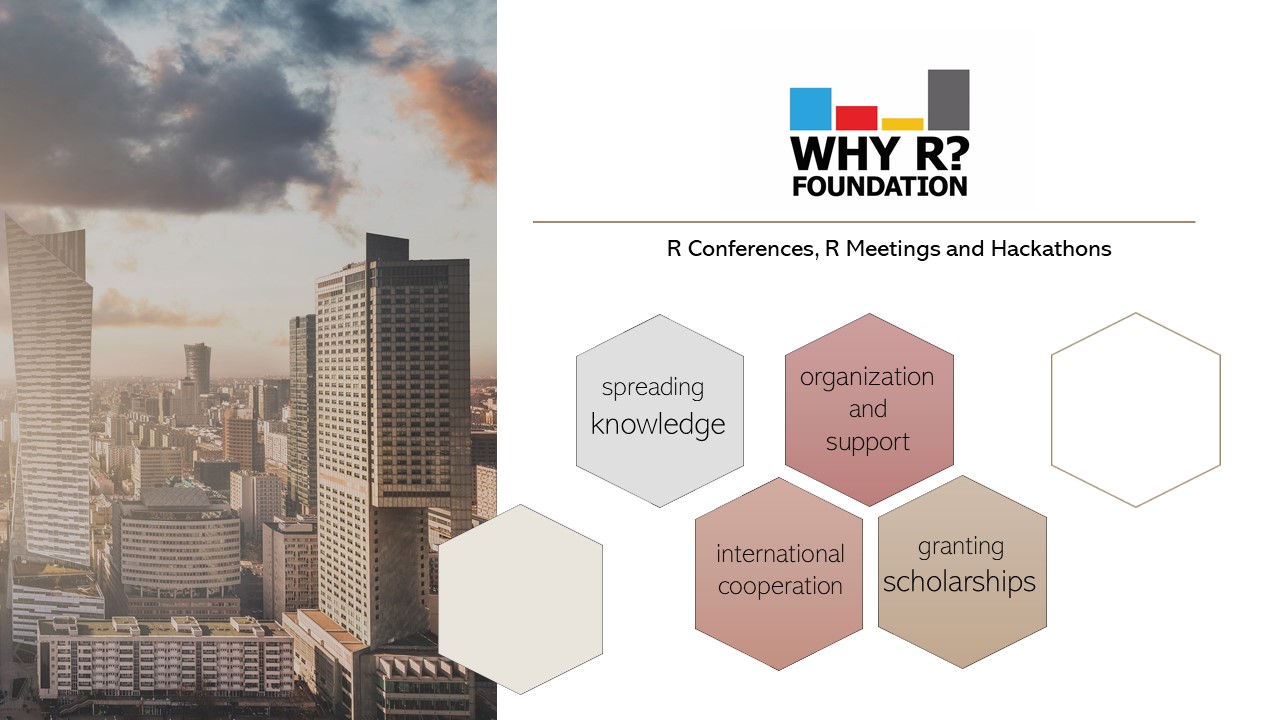 WHY R?
FOUNDATION
R Conferences, R Meetings and Hackathons
spreading
knowledge
organization
and
support
international
cooperation
granting
scholarships